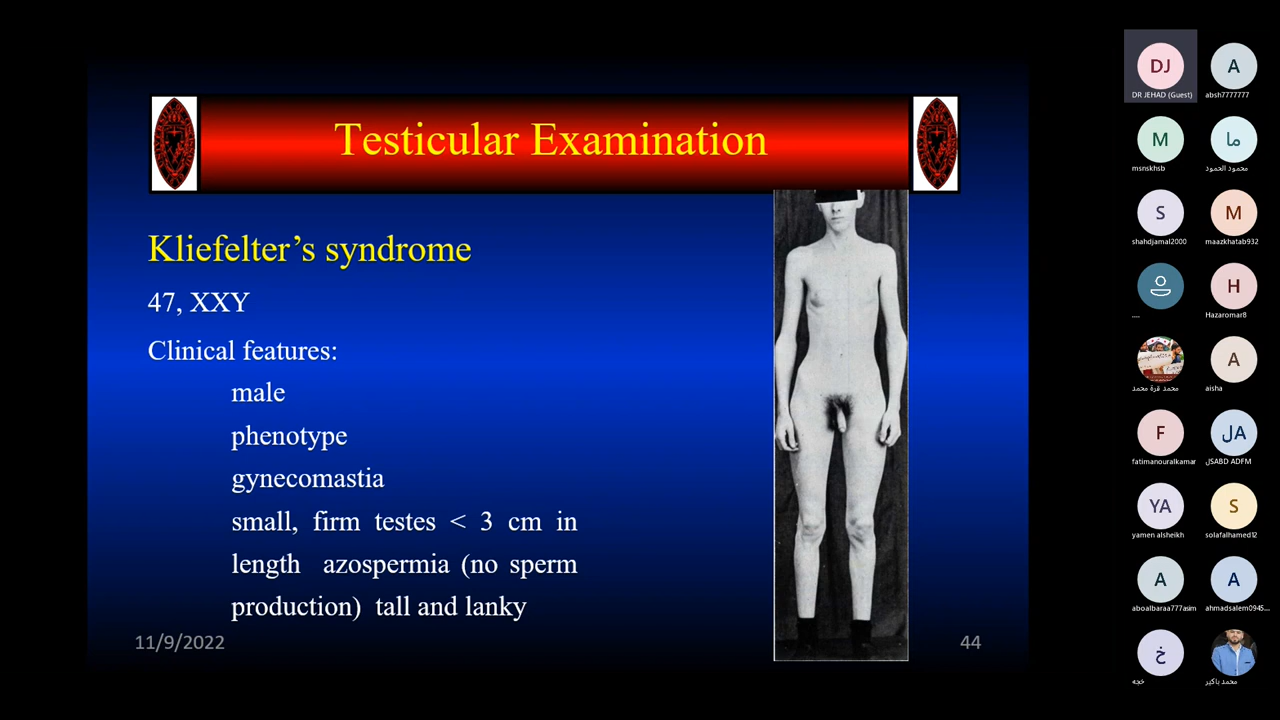 Testicular Examination
Kliefelter’s syndrome
47, XXY
Clinical features:
male
phenotype
gynecomastia
small, firm testes < 3 cm in
length azospermia (no sperm
production) tall and lanky
11/9/2022
44
DJ
DR JEHAD (Guest)
A
absh7777777
M
msnskhsb
ما
محمود الحمود
S
shahdjamal2000
M
maazkhatab932
....
H
Hazaromar8
محمد قرة محمد
A
aisha
F
fatimanouralkamar
JA
JSABD ADFM
YA
yamen alsheikh
S
solafalhamed12
A
aboalbaraa777asim
A
ahmadsalem0945...
خ
خجه
محمد باكير